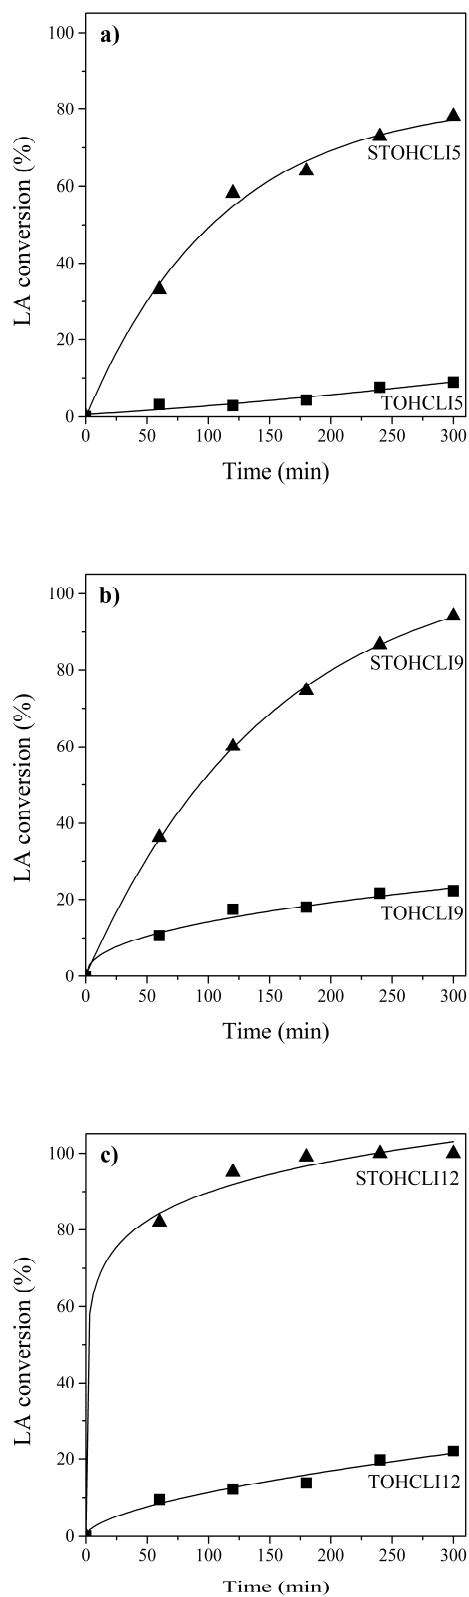 a)
100
80
60
40
20
0
LA conversion (%)
STOHCLI5
TOHCLI5
0 50 100 150 200 250 300
Time (min)
b)
100
80
60
40
20
0
LA conversion (%)
STOHCLI9
TOHCLI9
0 50 100 150 200 250 300
Time (min)
c)
100
80
60
40
20
0
LA conversion (%)
STOHCLI12
TOHCLI12
0 50 100 150 200 250 300
Time (min)